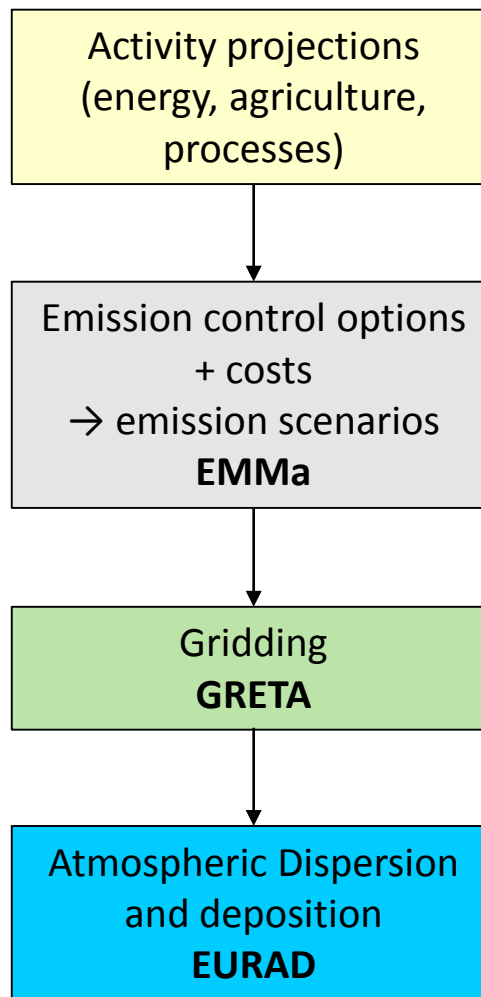 Activity projections
(energy, agriculture,
processes)
Emission control options
+ costs
→ emission scenarios
EMMa
Gridding
GRETA
Atmospheric Dispersion
and deposition
EURAD